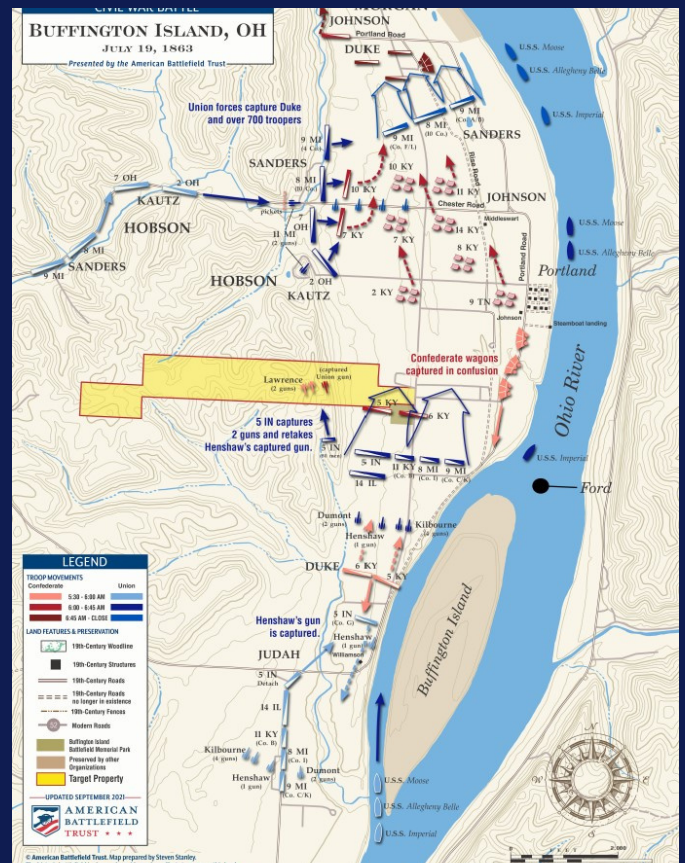 CIVIL WAR BATTLE
BUFFINGTON ISLAND, OH
JULY 19, 1863
Presented by the American Battlefield Trust
MORGAN
JOHNSON
Portland Road
DUKE
U.S.S. Moose
U.S.S. Allegheny Belle
U.S.S. Imperial
Union forces capture Duke
and over 700 troopers
9 MI
(4 Co.)
9 MI
(Co. F/L)
8 MI
(10 Co.)
9 MI
(Co. A/B)
SANDERS
SANDERS
8 MI
(10 Co.)
10 KY
10 KY
11 KY
Rise Road
JOHNSON
7 OH
2 OH
KAUTZ
pickets
Chester Road
Middleswart
HOBSON
7
OH
11 MI
(2 guns)
7 KY
7 KY
14 KY
8 KY
U.S.S. Moose
U.S.S. Allegheny Belle
8 MI
9 MI
SANDERS
HOBSON
2 OH
KAUTZ
2 KY
9 TN
Portland Road
Portland
Johnson
Steamboat landing
Ohio River
Confederate wagons
captured in confusion
(captured
Union gun)
Lawrence
(2 guns)
5 KY
6 KY
5 IN captures
2 guns and retakes
Henshaw's captured gun.
5 IN
5 IN
14 IL
11 KY
(Co. B)
8 MI
(Co. I)
9 MI
(Co. C/K)
U.S.S. Imperial
Ford
Dumont
(2 guns)
Henshaw
(1 gun)
Kilbourne
(4 guns)
DUKE
6 KY
5 KY
Buffington Island
Henshaw's gun
is captured.
5 IN
(Co. G)
Henshaw
(1 gun)
Williamson
JUDAH
5 IN
Detach
14 IL
11 KY
(Co. B)
Kilbourne
(4 guns)
8 MI
(Co. I)
Henshaw
(1 gun)
Dumont
(2 guns)
9 MI
(Co. C/K)
U.S.S. Moose
U.S.S. Allegheny Belle
U.S.S. Imperial
N
W
E
S
LEGEND
TROOP MOVEMENTS
Confederate
Union
5:30 - 6:00 AM
6:00 - 6:45 AM
6:45 AM - CLOSE
LAND FEATURES & PRESERVATION
19th-Century Woodline
19th-Century Structures
19th-Century Roads
19th-Century Roads
no longer in existence
19th-Century Fences
Modern Roads
Buffington Island
Battlefield Memorial Park
Preserved by other
Organizations
Target Property
UPDATED SEPTEMBER 2021
AMERICAN
BATTLEFIELD
TRUST
© American Battlefield Trust. Map prepared by Steven Stanley.
0
FEET